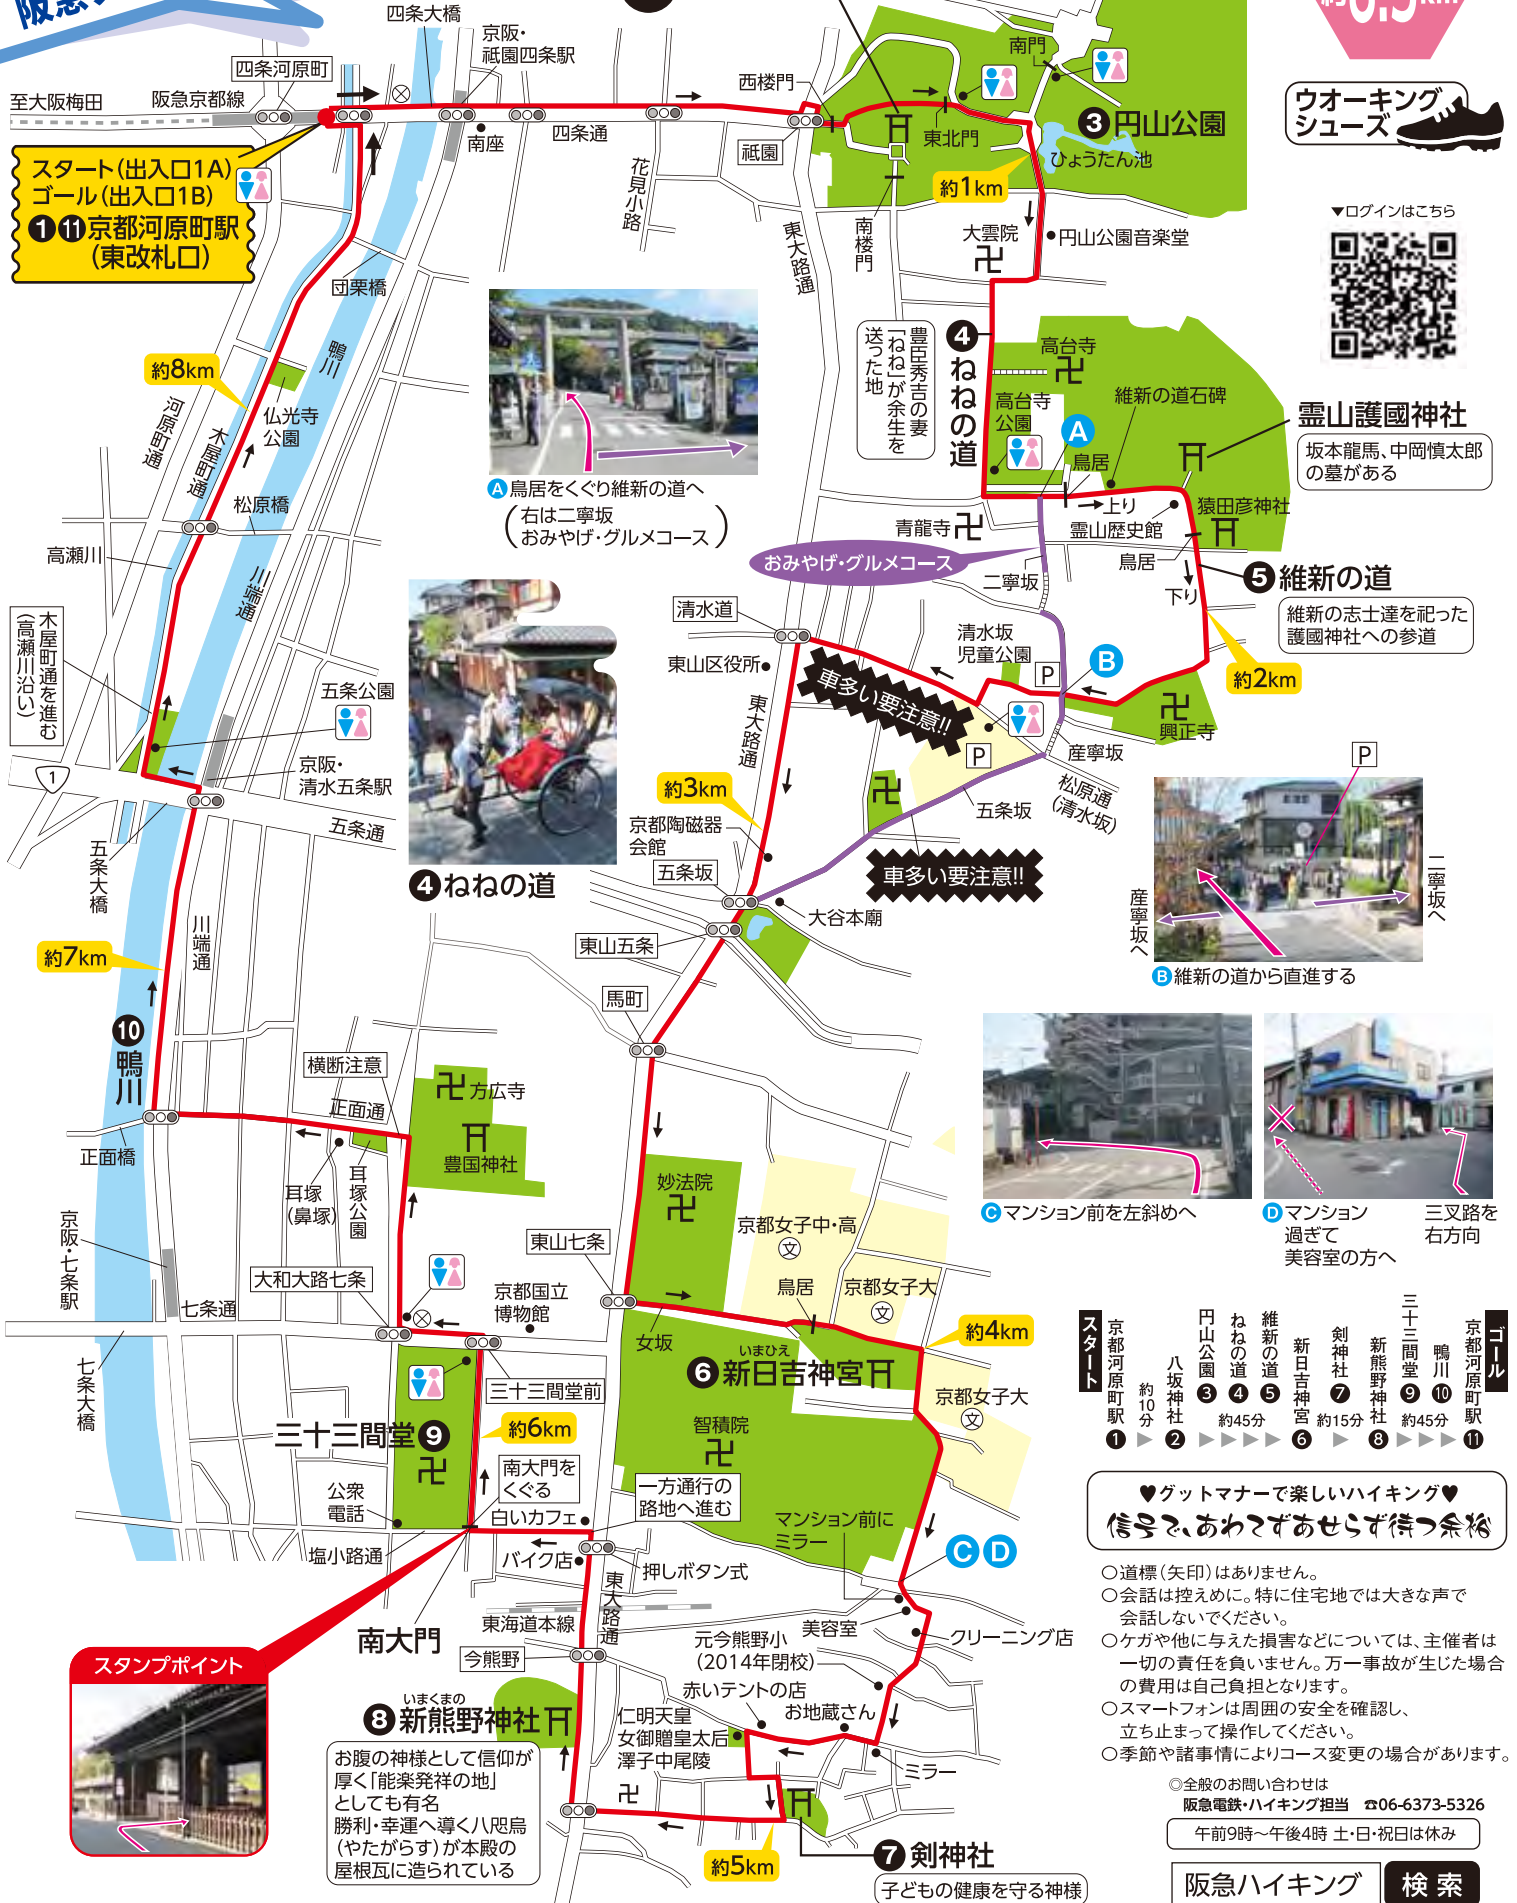 阪急
約6.5km
四条大橋
京阪・
祇園四条駅
四条河原町
至大阪梅田
阪急京都線
南座
四条通
花見小路
西楼門
祇園
東北門
南門
❸円山公園
ひょうたん池
約1km
ウオーキング
シューズ
▼ログインはこちら
スタート(出入口1A)
ゴール(出入口1B)
❶⓫京都河原町駅
(東改札口)
団栗橋
鴨川
東大路通
南楼門
大雲院
円山公園音楽堂
❹ねねの道
豊臣秀吉の妻
「ねね」が余生を
送った地
高台寺
高台寺
公園
A
鳥居
維新の道石碑
霊山護國神社
坂本龍馬、中岡慎太郎
の墓がある
上り
霊山歴史館
猿田彦神社
鳥居
下り
❺維新の道
維新の志士達を祀った
護國神社への参道
約2km
青龍寺
おみやげ・グルメコース
二寧坂
A鳥居をくぐり維新の道へ
(右は二寧坂
おみやげ・グルメコース)
約8km
仏光寺
公園
河原町通
木屋町通
松原橋
高瀬川
川端通
木屋町通を進む
(高瀬川沿い)
五条公園
京阪・
清水五条駅
1
五条大橋
五条通
❹ねねの道
清水道
東山区役所
東大路通
車多い要注意!!
清水坂
児童公園
P
B
P
産寧坂
興正寺
松原通
(清水坂)
五条坂
約3km
京都陶磁器
会館
車多い要注意!!
五条坂
大谷本廟
東山五条
馬町
P
二寧坂へ
産寧坂へ
B維新の道から直進する
約7km
川端通
❿鴨川
横断注意
正面通
正面橋
方広寺
豊国神社
耳塚
(鼻塚)
耳塚公園
京阪・七条駅
大和大路七条
七条通
七条大橋
京都国立
博物館
三十三間堂前
三十三間堂❾
約6km
南大門を
くぐる
公衆
電話
白いカフェ
塩小路通
バイク店
南大門
妙法院
東山七条
京都女子中・高
文
鳥居
京都女子大
文
女坂
約4km
いまひえ
❻新日吉神宮
智積院
京都女子大
文
一方通行の
路地へ進む
マンション前に
ミラー
C D
押しボタン式
東大路通
東海道本線
今熊野
美容室
クリーニング店
元今熊野小
(2014年閉校)
赤いテントの店
お地蔵さん
ミラー
仁明天皇
女御贈皇太后
澤子中尾陵
いまくまの
❽新熊野神社
お腹の神様として信仰が
厚く「能楽発祥の地」
としても有名
勝利・幸運へ導く八咫烏
(やたがらす)が本殿の
屋根瓦に造られている
約5km
❼剣神社
子どもの健康を守る神様
スタンプポイント
Cマンション前を左斜めへ
Dマンション
過ぎて
美容室の方へ
三叉路を
右方向
スタート
京都河原町駅❶
約10分
八坂神社❷
円山公園❸
ねねの道❹
維新の道❺
約45分
新日吉神宮❻
剣神社❼
約15分
新熊野神社❽
三十三間堂❾
鴨川❿
約45分
京都河原町駅⓫
ゴール
♥グットマナーで楽しいハイキング♥
信号で、あわてずあせらず待つ余裕
○道標(矢印)はありません。
○会話は控えめに。特に住宅地では大きな声で
会話しないでください。
○ケガや他に与えた損害などについては、主催者は
一切の責任を負いません。万一事故が生じた場合
の費用は自己負担となります。
○スマートフォンは周囲の安全を確認し、
立ち止まって操作してください。
○季節や諸事情によりコース変更の場合があります。
◎全般のお問い合わせは
阪急電鉄・ハイキング担当 ☎06-6373-5326
午前9時～午後4時 土・日・祝日は休み
阪急ハイキング 検索